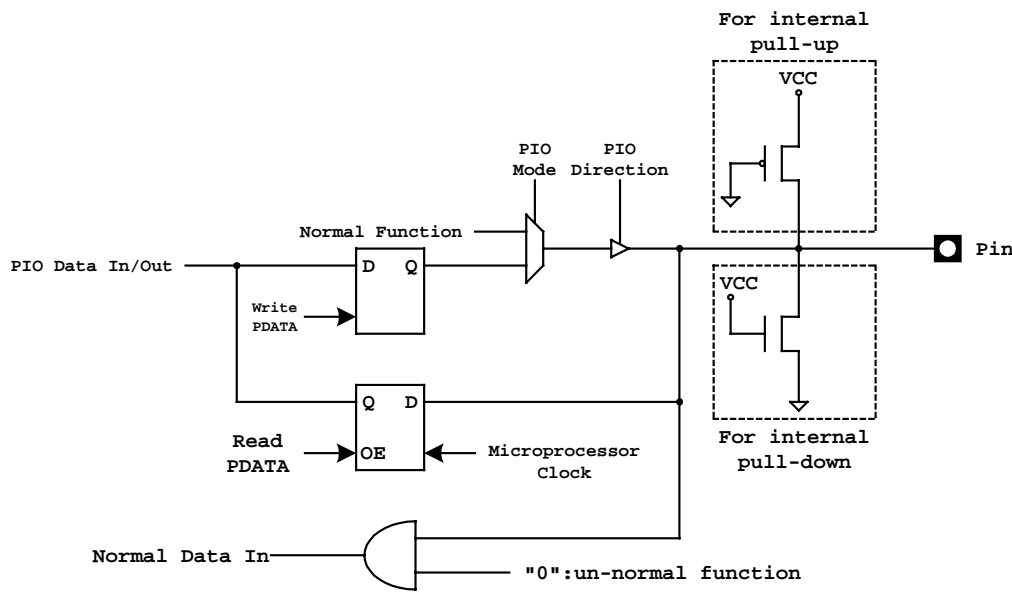 For internal
pull-up
VCC
PIO
Mode
PIO
Direction
Normal Function
PIO Data In/Out
D Q
Pin
Write
PDATA
VCC
Q D
Read
PDATA
OE
Microprocessor
Clock
For internal
pull-down
Normal Data In
"0":un-normal function